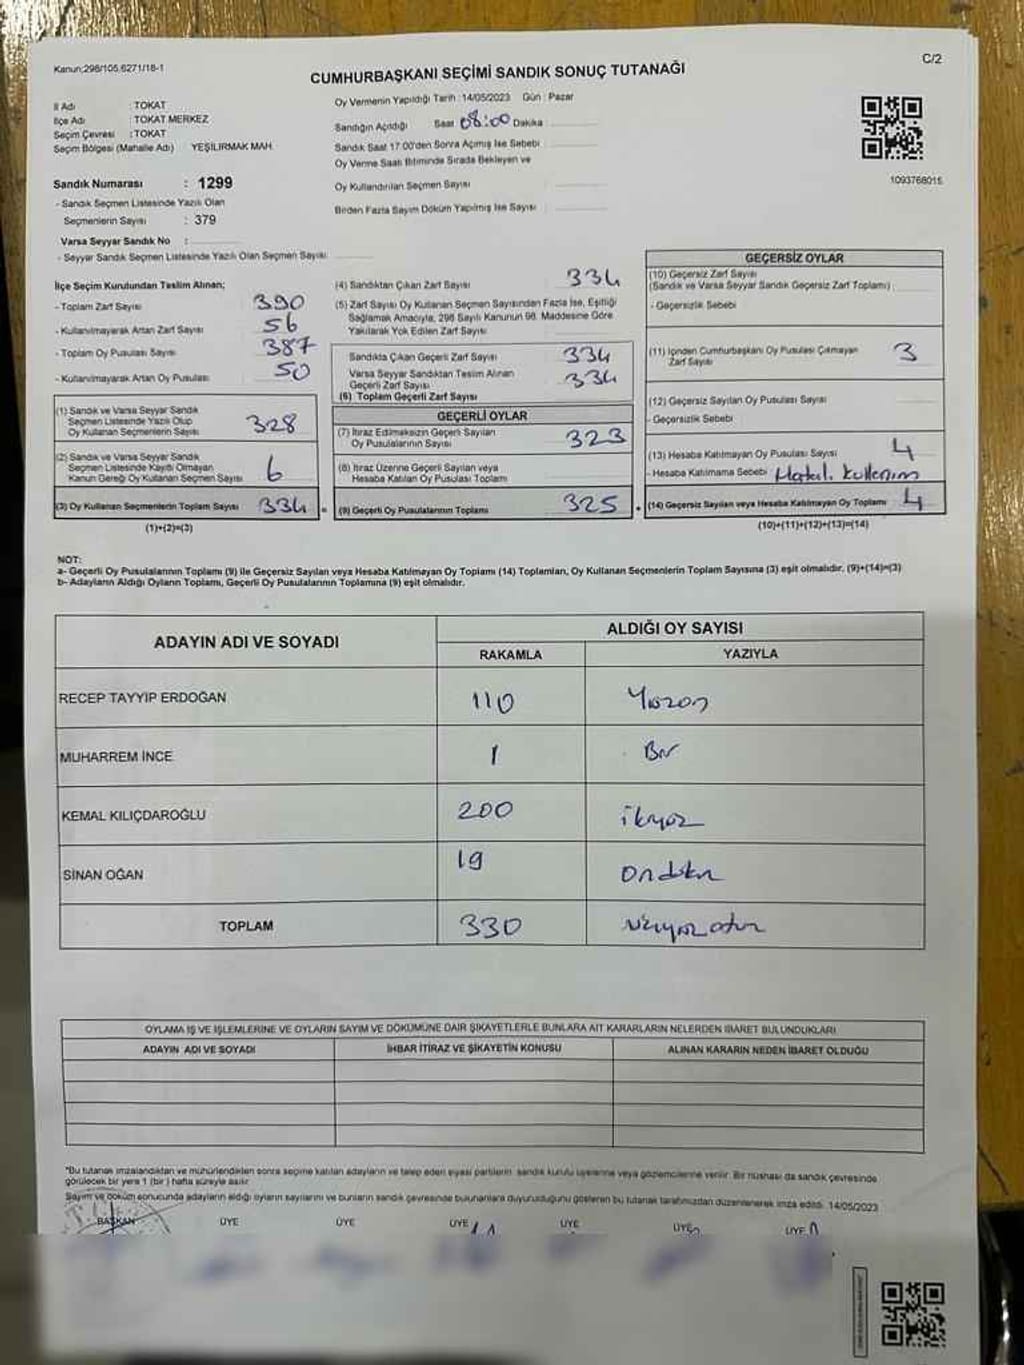 Kanun:298/105,6271/18-1
C/2
CUMHURBAŞKANI SEÇİMİ SANDIK SONUÇ TUTANAĞI
İl Adı : TOKAT
İlçe Adı : TOKAT MERKEZ
Seçim Çevresi : TOKAT
Seçim Bölgesi (Mahalle Adı) YEŞİLIRMAK MAH.
Sandık Numarası : 1299
- Sandık Seçmen Listesinde Yazılı Olan
Seçmenlerin Sayısı : 379
Varsa Seyyar Sandık No :
- Seyyar Sandık Seçmen Listesinde Yazılı Olan Seçmen Sayısı:
Oy Vermenin Yapıldığı Tarih : 14/05/2023 Gün : Pazar
Sandığın Açıldığı Saat 08:00 Dakika :
Sandık Saat 17:00'den Sonra Açımış İse Sebebi :
Oy Verme Saati Bitiminde Sırada Bekleyen ve
Oy Kullandırılan Seçmen Sayısı :
Birden Fazla Sayım Döküm Yapılmış İse Sayısı :
1093768015
İlçe Seçim Kurulundan Teslim Alınan;
- Toplam Zarf Sayısı : 390
- Kullanılmayarak Artan Zarf Sayısı : 56
- Toplam Oy Pusulası Sayısı : 387
- Kullanılmayarak Artan Oy Pusulası : 50
(1) Sandık ve Varsa Seyyar Sandık
Seçmen Listesinde Yazılı Olup
Oy Kullanan Seçmenlerin Sayısı : 328
(2) Sandık ve Varsa Seyyar Sandık
Seçmen Listesinde Kayıtlı Olmayan
Kanun Gereği Oy Kullanan Seçmen Sayısı : 6
(3) Oy Kullanan Seçmenlerin Toplam Sayısı : 334 =
(1)+(2)=(3)
(4) Sandıktan Çıkan Zarf Sayısı : 334
(5) Zarf Sayısı Oy Kullanan Seçmen Sayısından Fazla İse, Eşitliği
Sağlamak Amacıyla, 298 Sayılı Kanunun 98. Maddesine Göre
Yakılarak Yok Edilen Zarf Sayısı :
Sandıkta Çıkan Geçerli Zarf Sayısı : 334
Varsa Seyyar Sandıktan Teslim Alınan
Geçerli Zarf Sayısı : 334
(6) Toplam Geçerli Zarf Sayısı :
GEÇERLİ OYLAR
(7) İtiraz Edilmeksizin Geçerli Sayılan
Oy Pusulalarının Sayısı : 323
(8) İtiraz Üzerine Geçerli Sayılan veya
Hesaba Katılan Oy Pusulası Toplamı :
(9) Geçerli Oy Pusulalarının Toplamı : 325 +
GEÇERSİZ OYLAR
(10) Geçersiz Zarf Sayısı
(Sandık ve Varsa Seyyar Sandık Geçersiz Zarf Toplamı) :
- Geçersizlik Sebebi :
(11) İçinden Cumhurbaşkanı Oy Pusulası Çıkmayan
Zarf Sayısı : 3
(12) Geçersiz Sayılan Oy Pusulası Sayısı :
- Geçersizlik Sebebi :
(13) Hesaba Katılmayan Oy Pusulası Sayısı : 4
- Hesaba Katılmama Sebebi : Hatalı kullanım
(14) Geçersiz Sayılan veya Hesaba Katılmayan Oy Toplamı : 4
(10)+(11)+(12)+(13)=(14)
NOT:
a- Geçerli Oy Pusulalarının Toplamı (9) ile Geçersiz Sayılan veya Hesaba Katılmayan Oy Toplamı (14) Toplamları, Oy Kullanan Seçmenlerin Toplam Sayısına (3) eşit olmalıdır. (9)+(14)=(3)
b- Adayların Aldığı Oyların Toplamı, Geçerli Oy Pusulalarının Toplamına (9) eşit olmalıdır.
ADAYIN ADI VE SOYADI
ALDIĞI OY SAYISI
RAKAMLA YAZIYLA
RECEP TAYYIP ERDOĞAN 110 Yüzon
MUHARREM İNCE 1 Bir
KEMAL KILIÇDAROĞLU 200 ikiyüz
SİNAN OĞAN 19 Ondokuz
TOPLAM 330
OYLAMA İŞ VE İŞLEMLERİNE VE OYLARIN SAYIM VE DÖKÜMÜNE DAİR ŞİKAYETLERLE BUNLARA AİT KARARLARIN NELERDEN İBARET BULUNDUKLARI
ADAYIN ADI VE SOYADI İHBAR İTİRAZ VE ŞİKAYETİN KONUSU ALINAN KARARIN NEDEN İBARET OLDUĞU
*Bu tutanak imzalandıktan ve mühürlendikten sonra seçime katılan adayların ve talep eden siyasi partilerin sandık kurulu üyelerine veya gözlemcilerine verilir. Bir nüshası da sandık çevresinde
görülecek bir yere 1 (bir) hafta süreyle asılır.
Sayım ve döküm sonucunda adayların aldığı oyların sayılarını ve bunların sandık çevresinde bulunanlara duyurulduğunu gösteren bu tutanak tarafımızdan düzenlenerek imza edildi. 14/05/2023
BAŞKAN ÜYE ÜYE ÜYE ÜYE ÜYE ÜYE